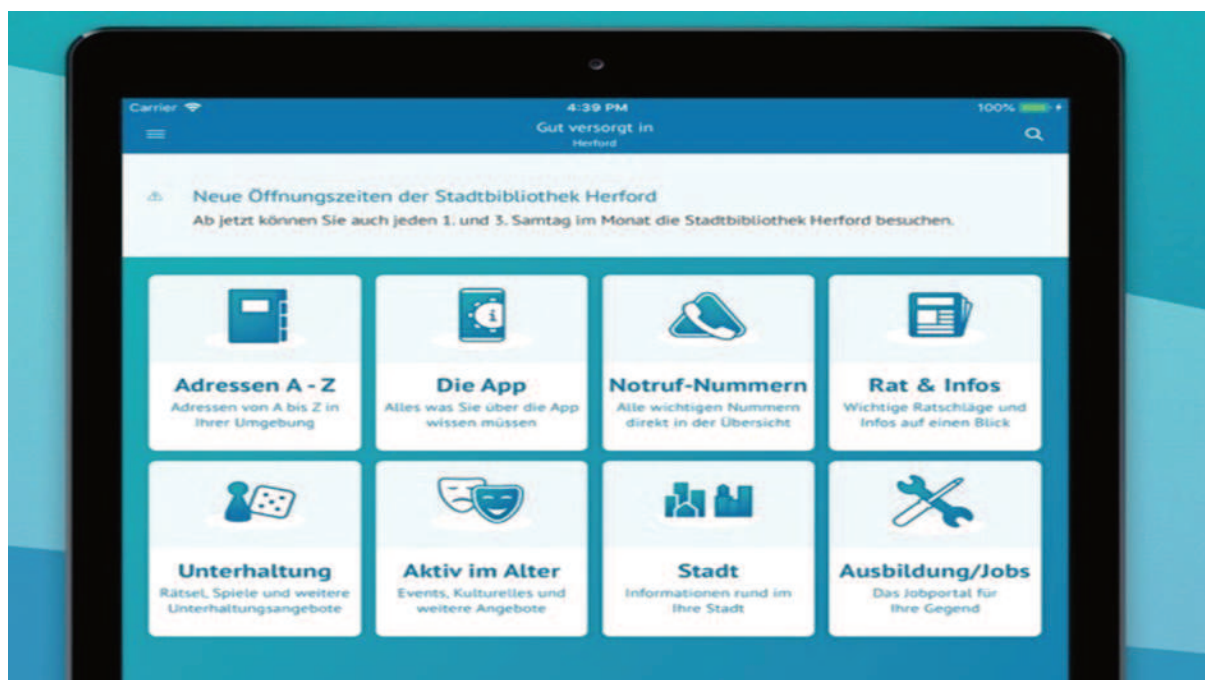 Carrier
4:39 PM
100%
Gut versorgt in
Herford
Neue Öffnungszeiten der Stadtbibliothek Herford
Ab jetzt können Sie auch jeden 1. und 3. Samtag im Monat die Stadtbibliothek Herford besuchen.
Adressen A - Z
Adressen von A bis Z in
Ihrer Umgebung
Die App
Alles was Sie über die App
wissen müssen
Notruf-Nummern
Alle wichtigen Nummern
direkt in der Übersicht
Rat & Infos
Wichtige Ratschläge und
Infos auf einen Blick
Unterhaltung
Rätsel, Spiele und weitere
Unterhaltungsangebote
Aktiv im Alter
Events, Kulturelles und
weitere Angebote
Stadt
Informationen rund im
Ihre Stadt
Ausbildung/Jobs
Das Jobportal für
Ihre Gegend